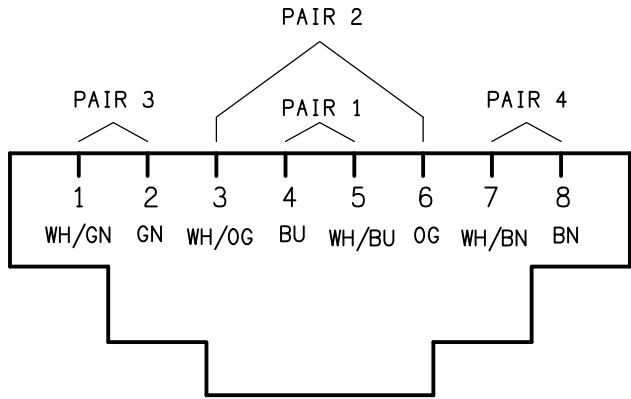 PAIR 2
PAIR 3 PAIR 1 PAIR 4
1 2 3 4 5 6 7 8
WH/GN GN WH/OG BU WH/BU OG WH/BN BN